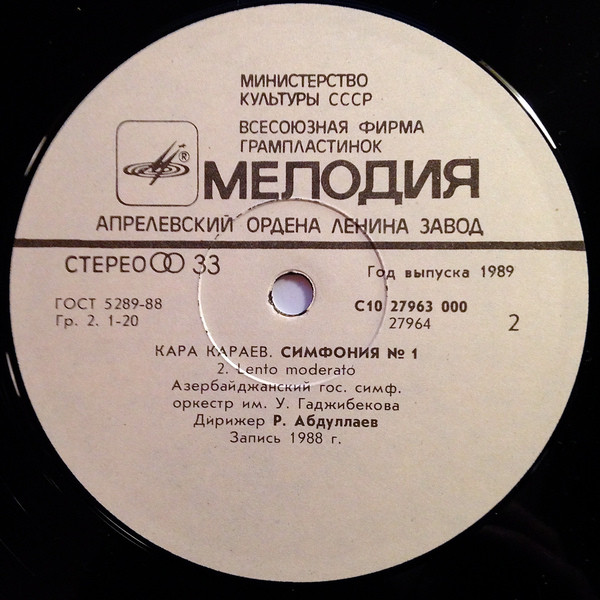 МИНИСТЕРСТВО
КУЛЬТУРЫ СССР
ВСЕСОЮЗНАЯ ФИРМА
ГРАМПЛАСТИНОК
®
МЕЛОДИЯ
АПРЕЛЕВСКИЙ ОРДЕНА ЛЕНИНА ЗАВОД
СТЕРЕО 33
Год выпуска 1989
ГОСТ 5289-88
Гр. 2. 1-20
С10 27963 000
27964
2
КАРА КАРАЕВ. СИМФОНИЯ № 1
2. Lento moderato
Азербайджанский гос. симф.
оркестр им. У. Гаджибекова
Дирижер Р. Абдуллаев
Запись 1988 г.